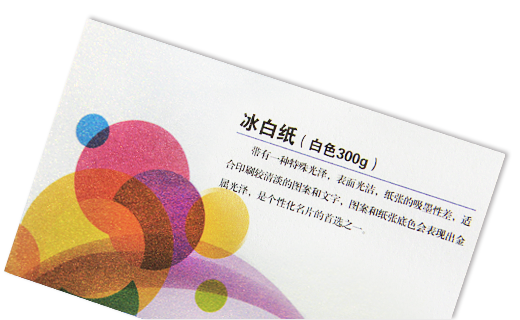 冰白纸（白色300g）
带有一种特殊光泽，表面光洁，纸张的吸墨性差，适
合印刷较清淡的图案和文字，图案和纸张底色会表现出金
属光泽，是个性化名片的首选之一。